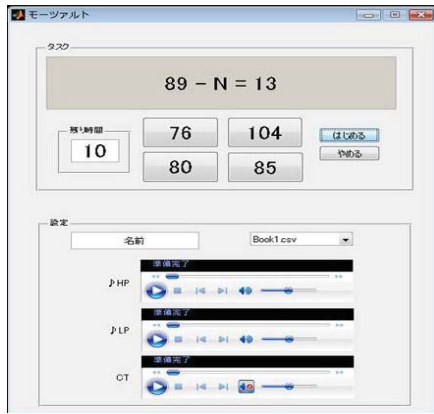 モーツァルト
タスク
89 − N = 13
残り時間
10
76
104
はじめる
80
85
やめる
設定
名前
Book1.csv
準備完了
♪HP
準備完了
♪LP
準備完了
CT